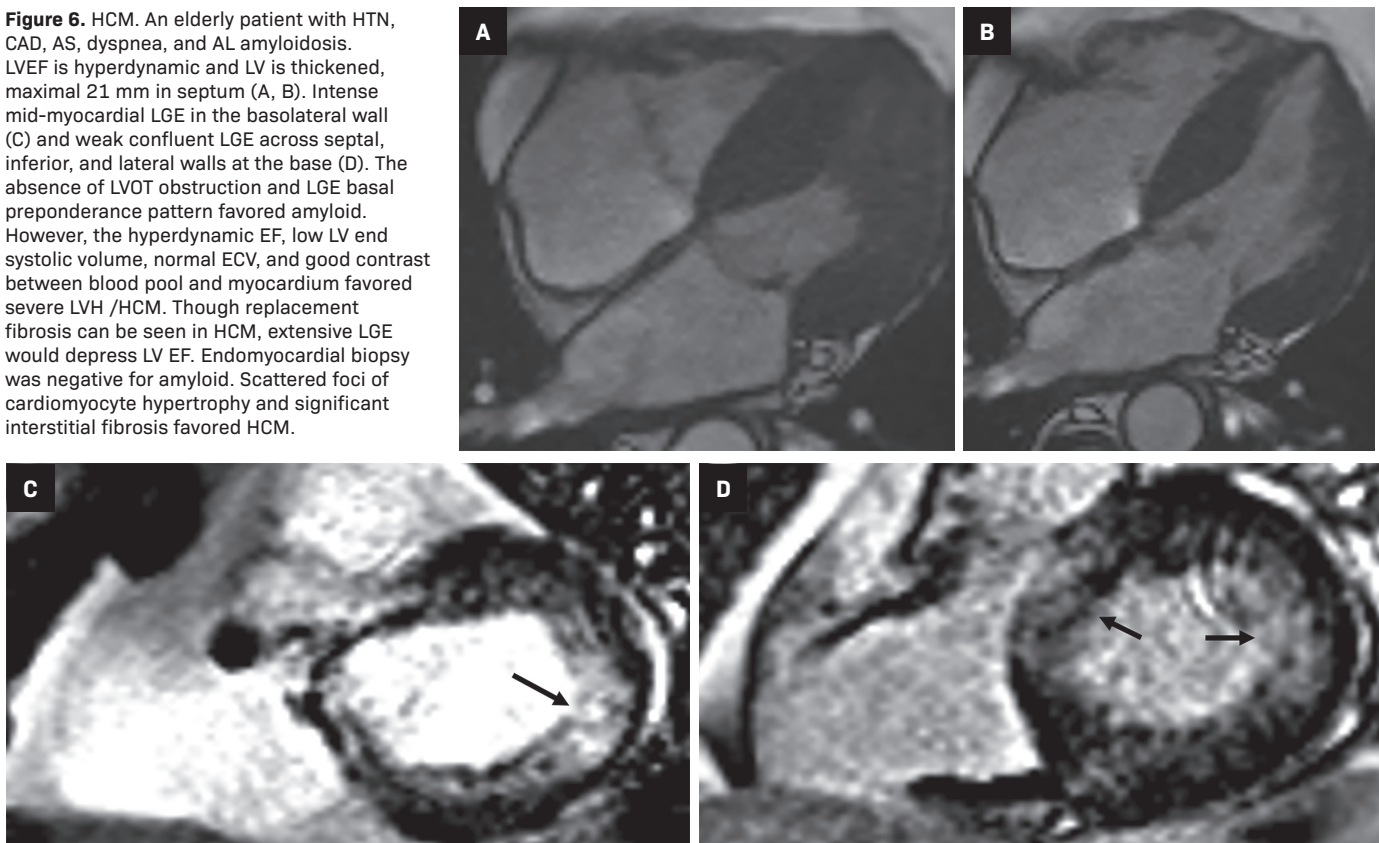 Figure 6. HCM. An elderly patient with HTN,
CAD, AS, dyspnea, and AL amyloidosis.
LVEF is hyperdynamic and LV is thickened,
maximal 21 mm in septum (A, B). Intense
mid-myocardial LGE in the basolateral wall
(C) and weak confluent LGE across septal,
inferior, and lateral walls at the base (D). The
absence of LVOT obstruction and LGE basal
preponderance pattern favored amyloid.
However, the hyperdynamic EF, low LV end
systolic volume, normal ECV, and good contrast
between blood pool and myocardium favored
severe LVH /HCM. Though replacement
fibrosis can be seen in HCM, extensive LGE
would depress LV EF. Endomyocardial biopsy
was negative for amyloid. Scattered foci of
cardiomyocyte hypertrophy and significant
interstitial fibrosis favored HCM.
A
B
C
D